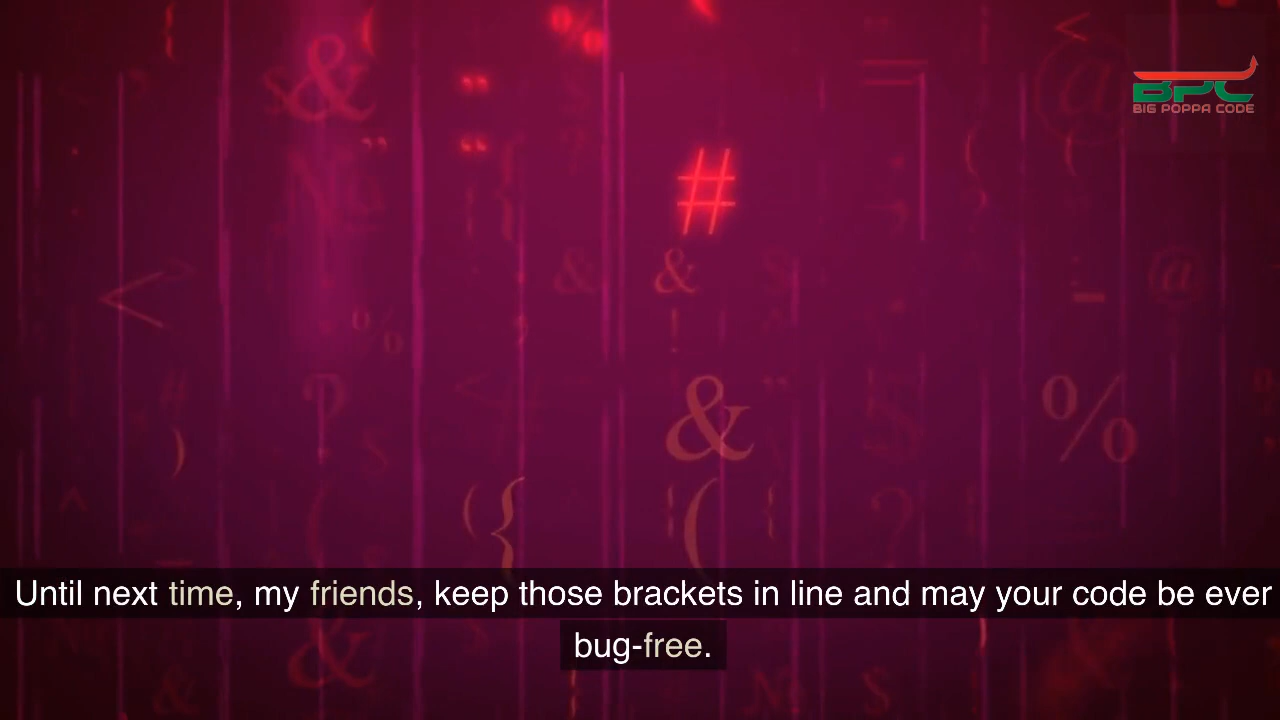 BPC
BIG POPPA CODE
Until next time, my friends, keep those brackets in line and may your code be ever
bug-free.